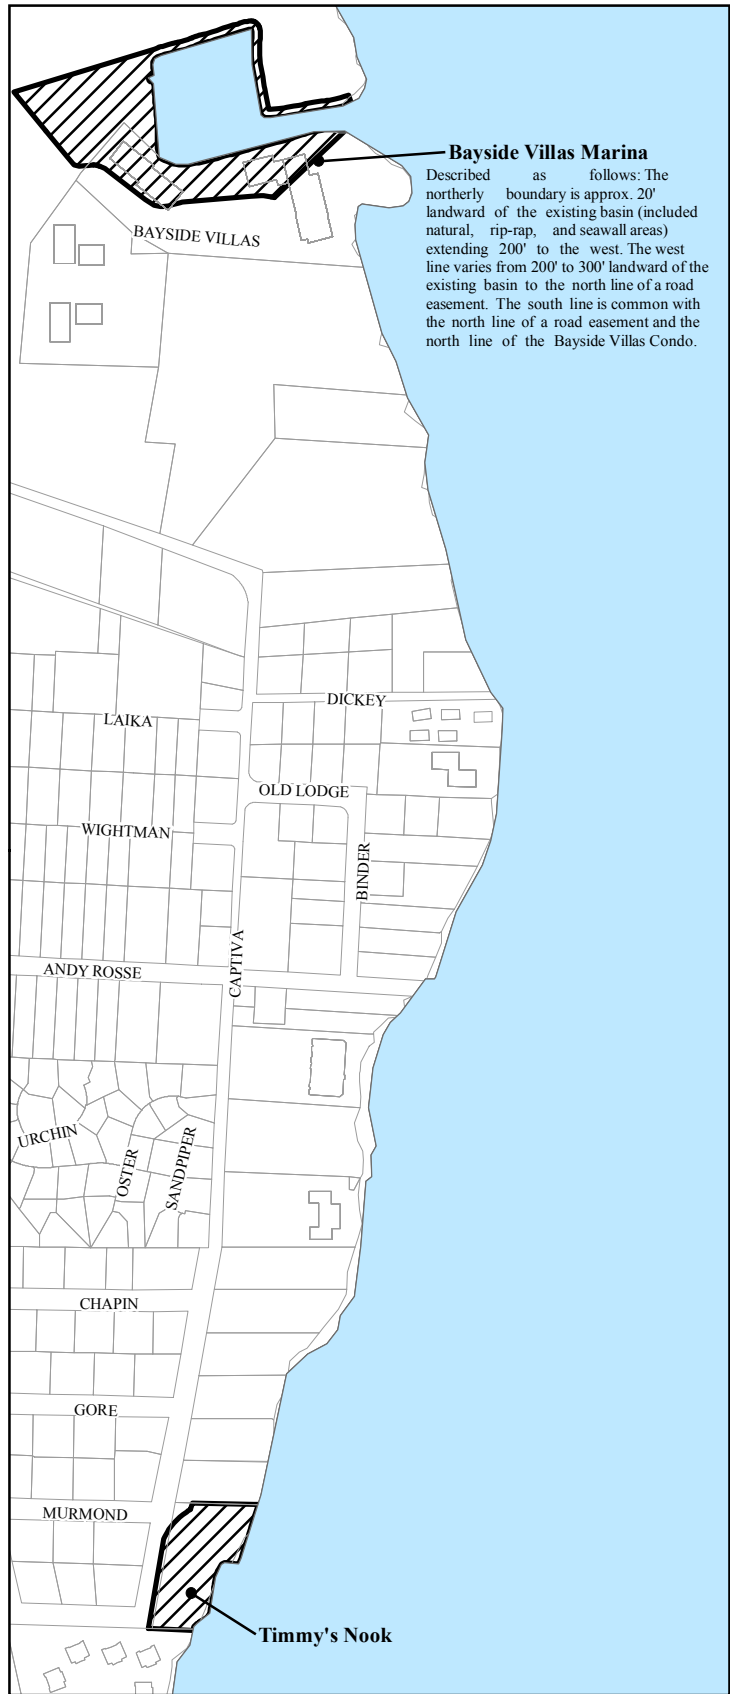 Bayside Villas Marina
Described as follows: The
northerly boundary is approx. 20'
landward of the existing basin (included
natural, rip-rap, and seawall areas)
extending 200' to the west. The west
line varies from 200' to 300' landward of the
existing basin to the north line of a road
easement. The south line is common with
the north line of a road easement and the
north line of the Bayside Villas Condo.
BAYSIDE VILLAS
DICKEY
LAIKA
OLD LODGE
WIGHTMAN
BINDER
CAPTIVA
ANDY ROSSE
URCHIN
OSTER
SANDPIPER
CHAPIN
GORE
MURMOND
Timmy's Nook